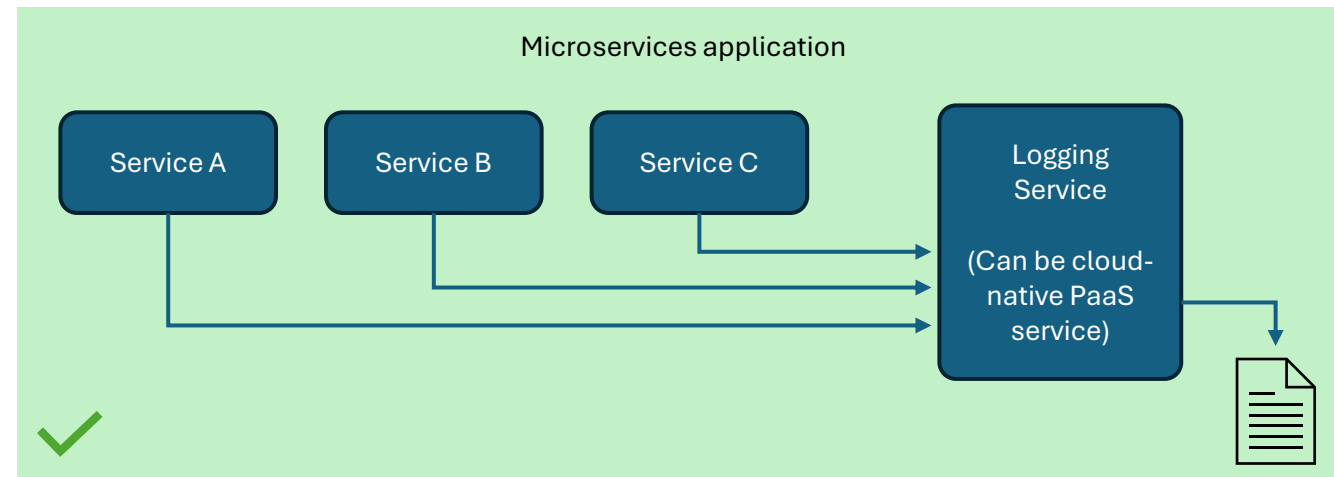 Microservices application
Service A
Service B
Service C
Logging
Service
(Can be cloud-
native PaaS
service)